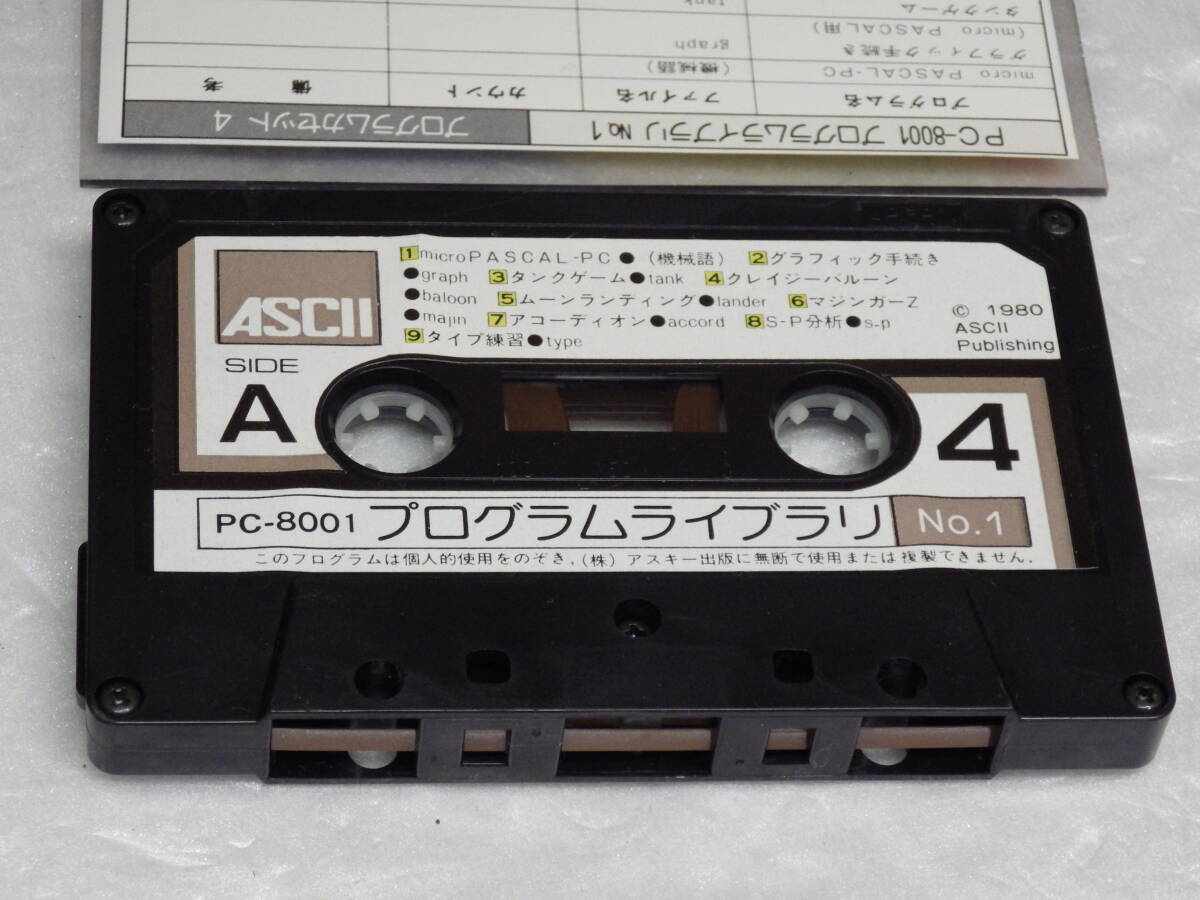 タンクゲーム tank
(micro PASCAL用)
グラフィック手続き graph
micro PASCAL-PC (機械語)
プログラム名 ファイル名 カウント 備考
PC-8001 プログラムライブラリ No.1 プログラムカセット 4
ASCII
1 microPASCAL-PC●(機械語) 2 グラフィック手続き
●graph 3 タンクゲーム●tank 4 クレイジーバルーン
●baloon 5 ムーンランディング●lander 6 マジンガーZ
●majin 7 アコーディオン●accord 8 S-P分析●s-p
9 タイプ練習●type
© 1980
ASCII
Publishing
SIDE
A
4
PC-8001 プログラムライブラリ No.1
このプログラムは個人的使用をのぞき,(株)アスキー出版に無断で使用または複製できません.